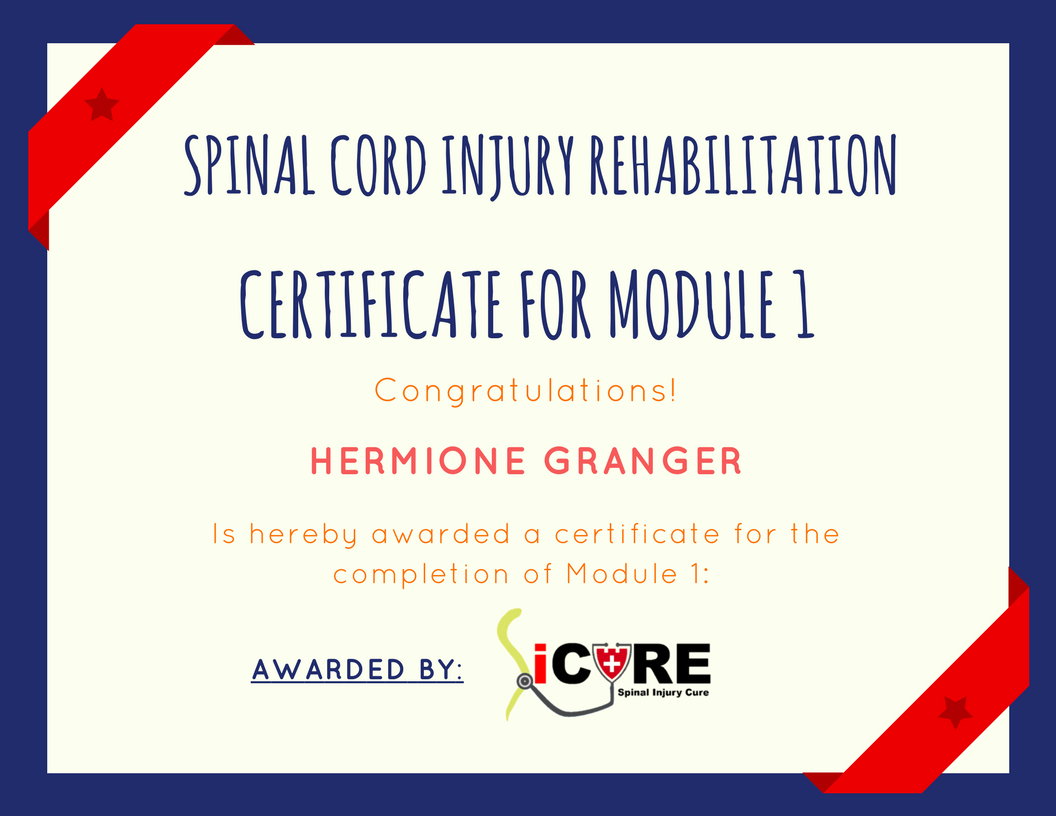 SPINAL CORD INJURY REHABILITATION
CERTIFICATE FOR MODULE 1
Congratulations!
HERMIONE GRANGER
Is hereby awarded a certificate for the
completion of Module 1:
AWARDED BY:
SiCURE
Spinal Injury Cure